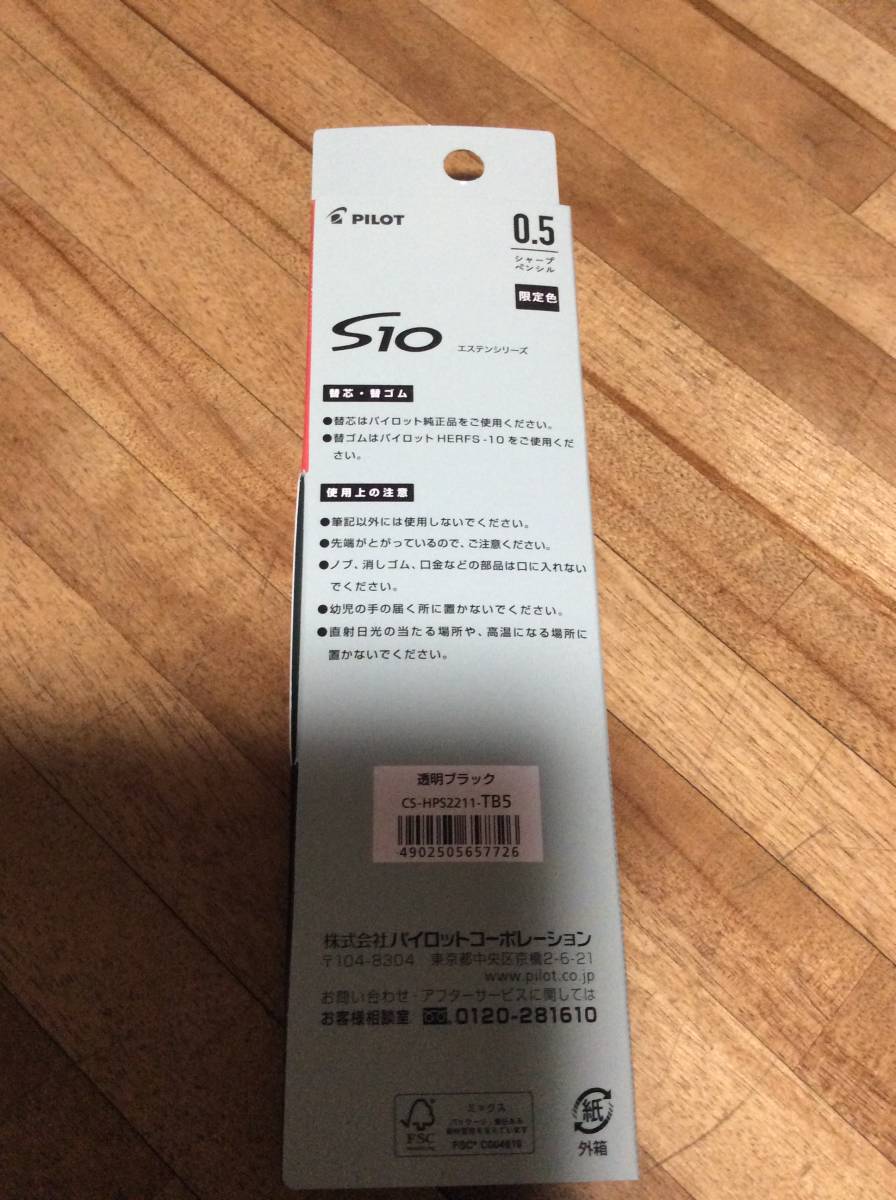 PILOT
0.5
シャープ
ペンシル
限定色
S10 エステンシリーズ
替芯・替ゴム
●替芯はパイロット純正品をご使用ください。
●替ゴムはパイロットHERFS-10をご使用くだ
さい。
使用上の注意
●筆記以外には使用しないでください。
●先端がとがっているので、ご注意ください。
●ノブ、消しゴム、口金などの部品は口に入れない
でください。
●幼児の手の届く所に置かないでください。
●直射日光の当たる場所や、高温になる場所に
置かないでください。
透明ブラック
CS-HPS2211-TB5
4902505657726
株式会社パイロットコーポレーション
〒104-8304 東京都中央区京橋2-6-21
www.pilot.co.jp
お問い合わせ・アフターサービスに関しては
お客様相談室 0120-281610
FSC
ミックス
紙
外箱